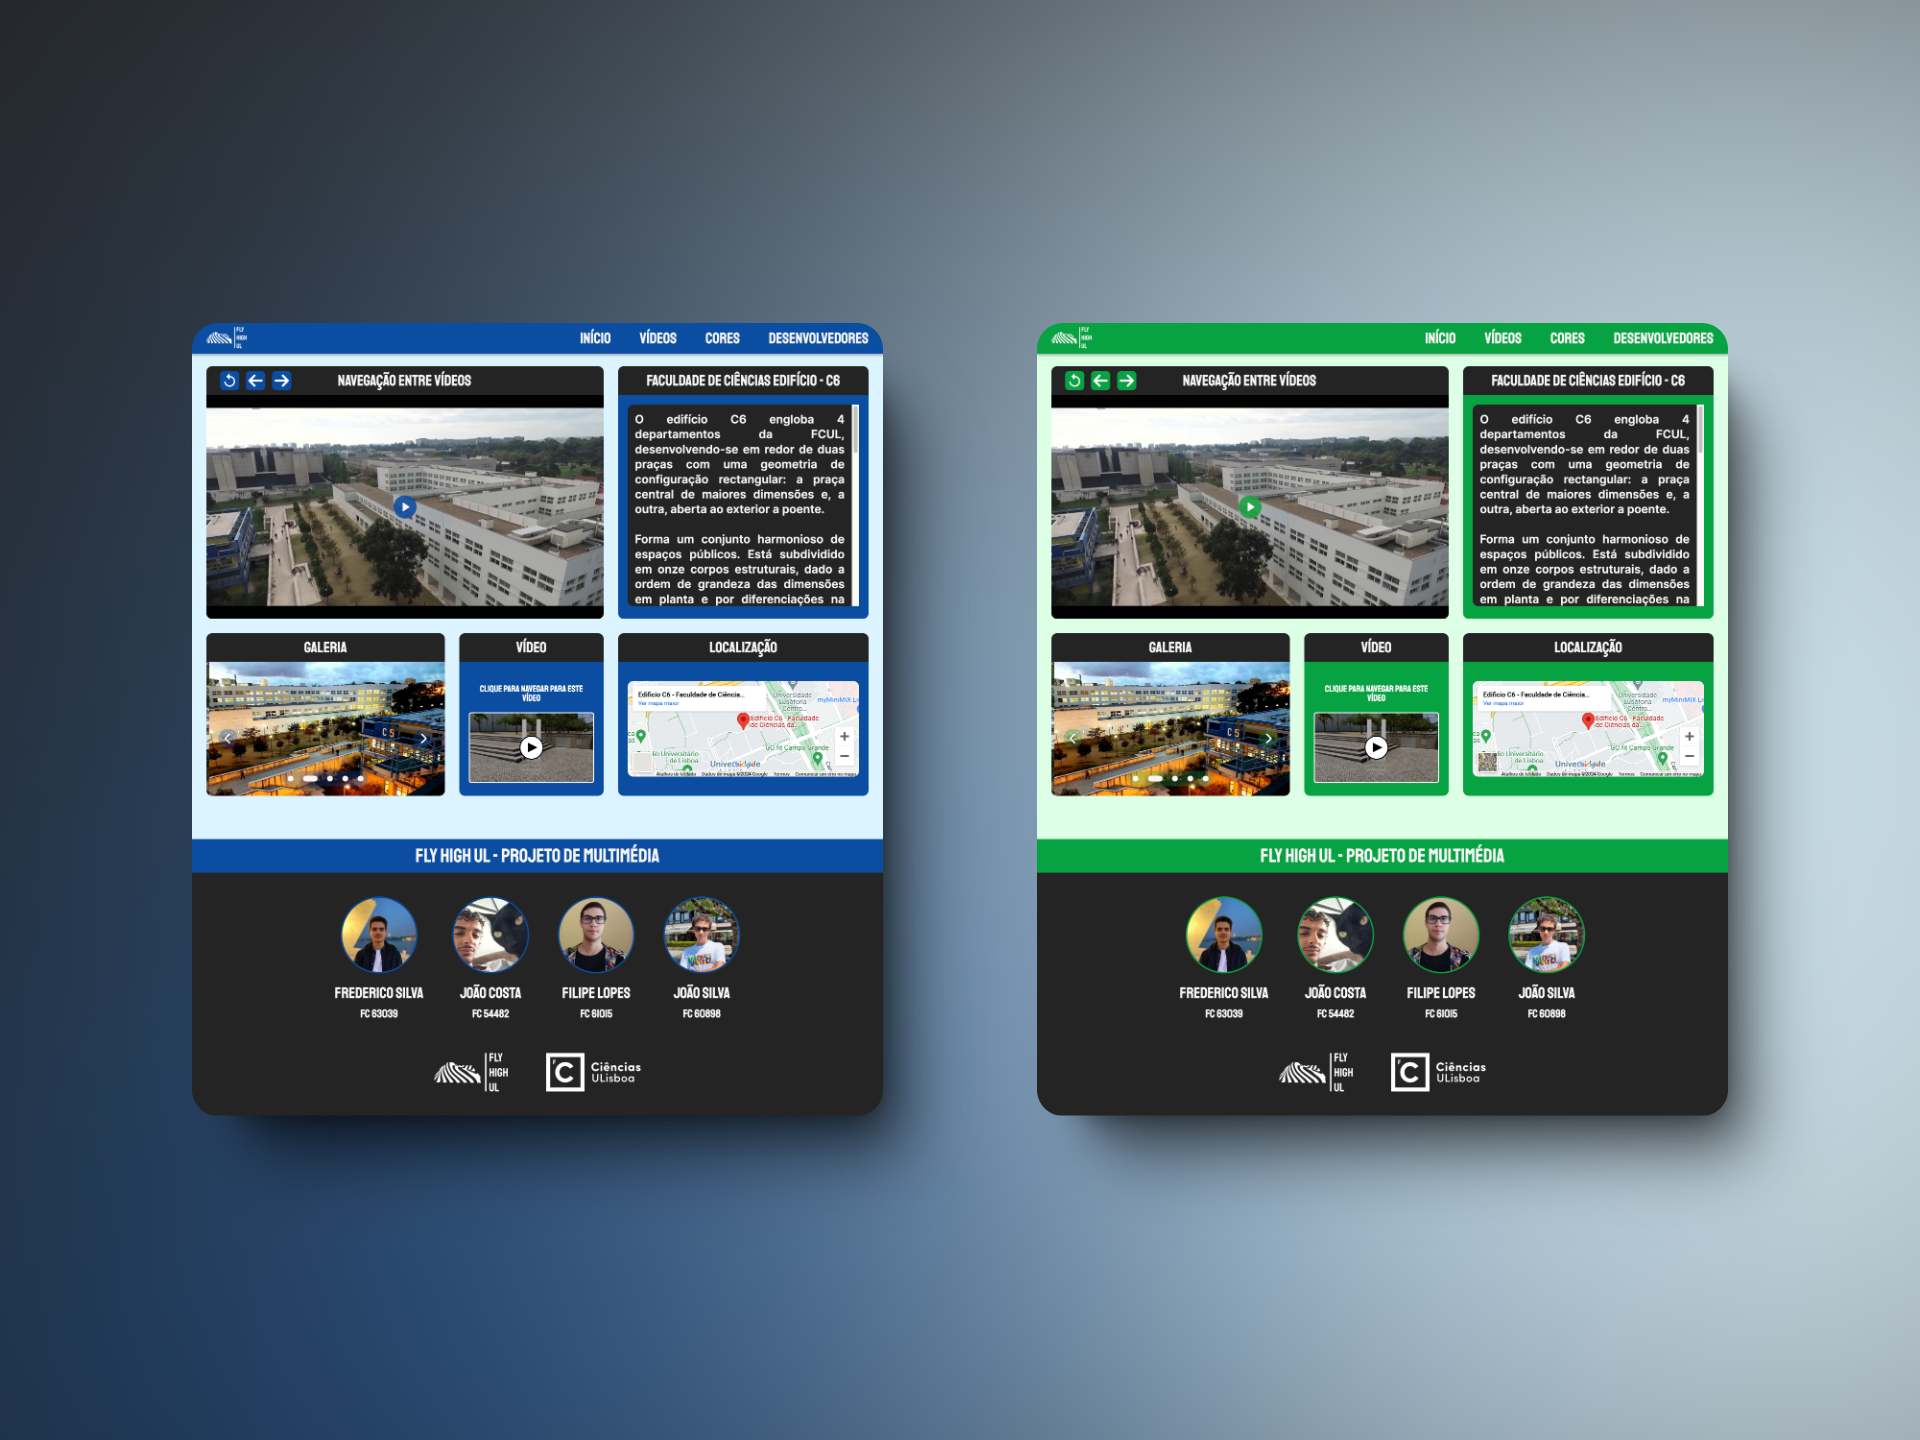 FLY
HIGH
UL
INÍCIO VÍDEOS CORES DESENVOLVEDORES
NAVEGAÇÃO ENTRE VÍDEOS
FACULDADE DE CIÊNCIAS EDIFÍCIO - C6
O edifício C6 engloba 4
departamentos da FCUL,
desenvolvendo-se em redor de duas
praças com uma geometria de
configuração rectangular: a praça
central de maiores dimensões e, a
outra, aberta ao exterior a poente.
Forma um conjunto harmonioso de
espaços públicos. Está subdividido
em onze corpos estruturais, dado a
ordem de grandeza das dimensões
em planta e por diferenciações na
GALERIA
C 5
VÍDEO
CLIQUE PARA NAVEGAR PARA ESTE
VÍDEO
LOCALIZAÇÃO
Edifício C6 - Faculdade de Ciência...
Ver mapa maior
Universidade
Lusófona
Centro...
myMiniMIX L
Edifício C6 - Faculdade
de Ciências da...
GO fit Campo Grande
io Universitário
de Lisboa
FLY HIGH UL - PROJETO DE MULTIMÉDIA
FREDERICO SILVA
FC 63039
JOÃO COSTA
FC 54482
FILIPE LOPES
FC 61015
JOÃO SILVA
FC 60898
FLY
HIGH
UL
C
Ciências
ULisboa
FLY
HIGH
UL
INÍCIO VÍDEOS CORES DESENVOLVEDORES
NAVEGAÇÃO ENTRE VÍDEOS
FACULDADE DE CIÊNCIAS EDIFÍCIO - C6
O edifício C6 engloba 4
departamentos da FCUL,
desenvolvendo-se em redor de duas
praças com uma geometria de
configuração rectangular: a praça
central de maiores dimensões e, a
outra, aberta ao exterior a poente.
Forma um conjunto harmonioso de
espaços públicos. Está subdividido
em onze corpos estruturais, dado a
ordem de grandeza das dimensões
em planta e por diferenciações na
GALERIA
C 5
VÍDEO
CLIQUE PARA NAVEGAR PARA ESTE
VÍDEO
LOCALIZAÇÃO
Edifício C6 - Faculdade de Ciência...
Ver mapa maior
Universidade
Lusófona
Centro...
myMiniMIX L
Edifício C6 - Faculdade
de Ciências da...
GO fit Campo Grande
io Universitário
de Lisboa
FLY HIGH UL - PROJETO DE MULTIMÉDIA
FREDERICO SILVA
FC 63039
JOÃO COSTA
FC 54482
FILIPE LOPES
FC 61015
JOÃO SILVA
FC 60898
FLY
HIGH
UL
C
Ciências
ULisboa